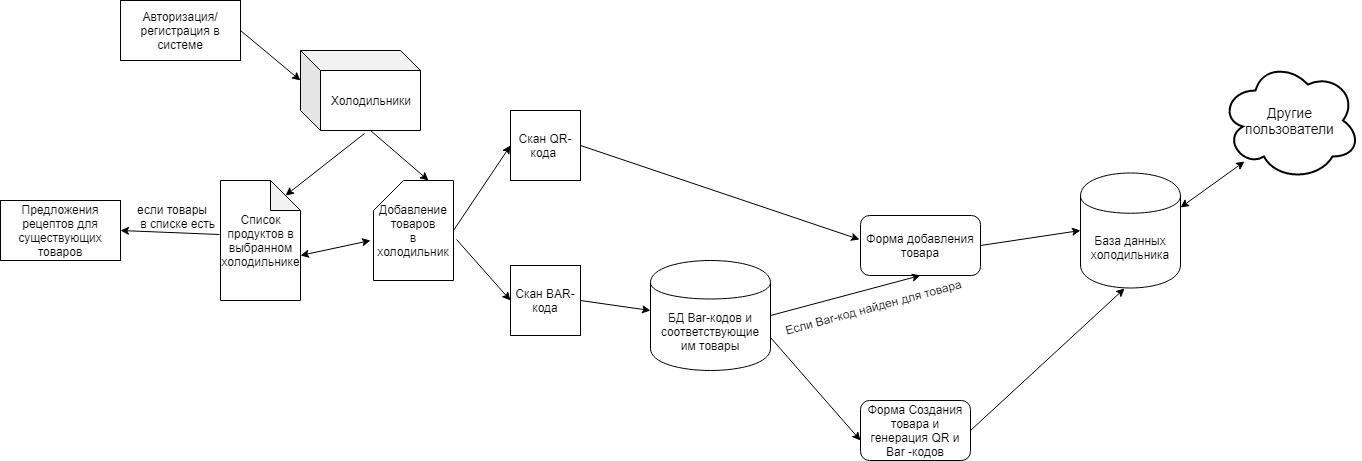 Авторизация/
регистрация в
системе
Холодильники
Предложения
рецептов для
существующих
товаров
если товары
в списке есть
Список
продуктов в
выбранном
холодильнике
Добавление
товаров
в
холодильник
Скан QR-
кода
Скан BAR-
кода
БД Bar-кодов и
соответствующие
им товары
Если Bar-код найден для товара
Форма добавления
товара
Форма Создания
товара и
генерация QR и
Bar -кодов
База данных
холодильника
Другие
пользователи